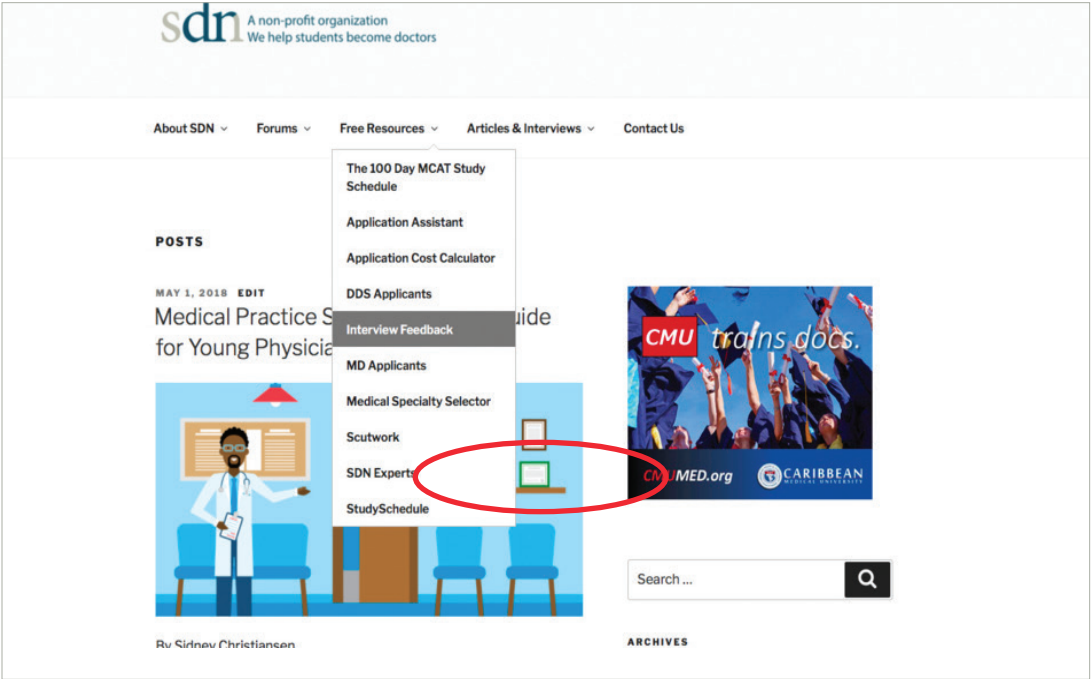 sdn A non-profit organization
We help students become doctors
About SDN Forums Free Resources Articles & Interviews Contact Us
The 100 Day MCAT Study
Schedule
Application Assistant
Application Cost Calculator
DDS Applicants
Interview Feedback
MD Applicants
Medical Specialty Selector
Scutwork
SDN Experts
StudySchedule
POSTS
MAY 1, 2018 EDIT
Medical Practice S uide
for Young Physicia
By Sidney Christiansen
CMU trains docs.
CMUMED.org CARIBBEAN
MEDICAL UNIVERSITY
Search ...
ARCHIVES